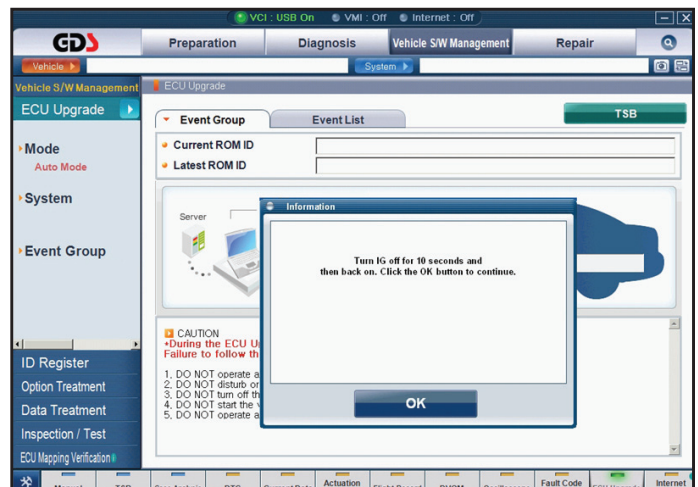 VCI : USB On VMI : Off Internet : Off
GDS Preparation Diagnosis Vehicle S/W Management Repair
Vehicle System
Vehicle S/W Management
ECU Upgrade
ECU Upgrade
TSB
Event Group Event List
Mode
Auto Mode
Current ROM ID
Latest ROM ID
System
Event Group
Server
Information
Turn IG off for 10 seconds and
then back on. Click the OK button to continue.
OK
CAUTION
•During the ECU
Failure to follow
1, DO NOT operate
2, DO NOT disturb or
3, DO NOT turn off
4, DO NOT start the
5, DO NOT operate
ID Register
Option Treatment
Data Treatment
Inspection / Test
ECU Mapping Verification
Actuation Fault Code Internet